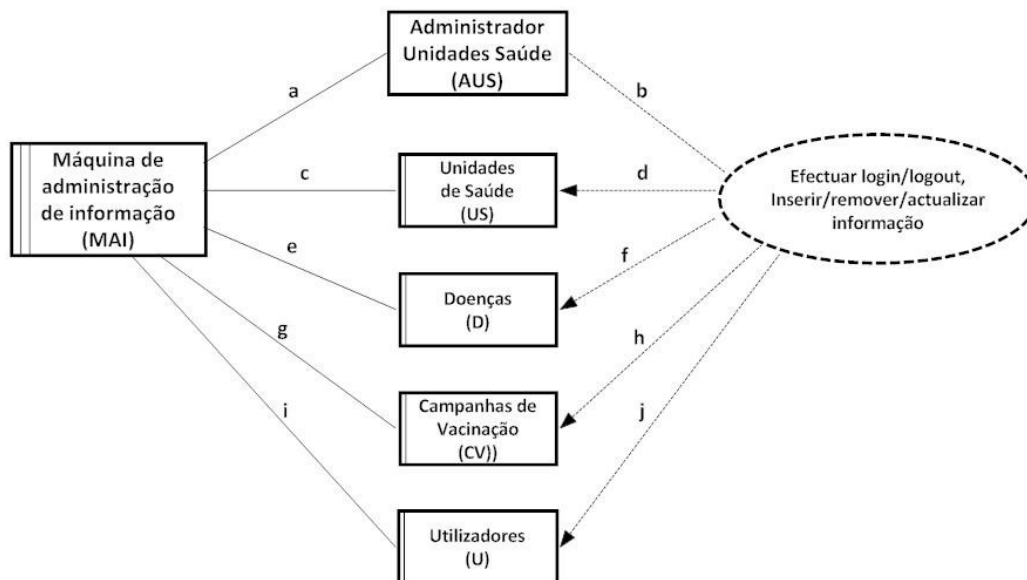 Administrador
Unidades Saúde
(AUS)
a
b
Máquina de
administração
de informação
(MAI)
c
Unidades
de Saúde
(US)
d
Efectuar login/logout,
Inserir/remover/actualizar
informação
e
f
Doenças
(D)
g
h
Campanhas de
Vacinação
(CV))
i
j
Utilizadores
(U)